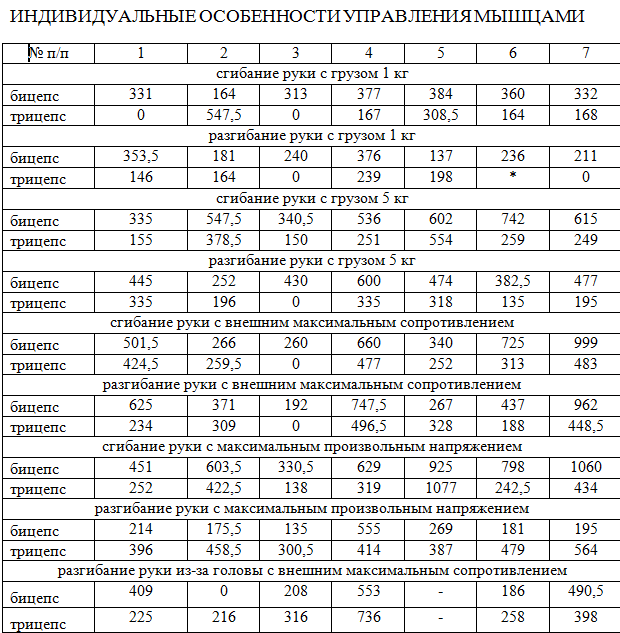 ИНДИВИДУАЛЬНЫЕ ОСОБЕННОСТИ УПРАВЛЕНИЯ МЫШЦАМИ
№ п/п 1 2 3 4 5 6 7
сгибание руки с грузом 1 кг
бицепс 331 164 313 377 384 360 332
трицепс 0 547,5 0 167 308,5 164 168
разгибание руки с грузом 1 кг
бицепс 353,5 181 240 376 137 236 211
трицепс 146 164 0 239 198 * 0
сгибание руки с грузом 5 кг
бицепс 335 547,5 340,5 536 602 742 615
трицепс 155 378,5 150 251 554 259 249
разгибание руки с грузом 5 кг
бицепс 445 252 430 600 474 382,5 477
трицепс 335 196 0 335 318 135 195
сгибание руки с внешним максимальным сопротивлением
бицепс 501,5 266 260 660 340 725 999
трицепс 424,5 259,5 0 477 252 313 483
разгибание руки с внешним максимальным сопротивлением
бицепс 625 371 192 747,5 267 437 962
трицепс 234 309 0 496,5 328 188 448,5
сгибание руки с максимальным произвольным напряжением
бицепс 451 603,5 330,5 629 925 798 1060
трицепс 252 422,5 138 319 1077 242,5 434
разгибание руки с максимальным произвольным напряжением
бицепс 214 175,5 135 555 269 181 195
трицепс 396 458,5 300,5 414 387 479 564
разгибание руки из-за головы с внешним максимальным сопротивлением
бицепс 409 0 208 553 - 186 490,5
трицепс 225 216 316 736 - 258 398